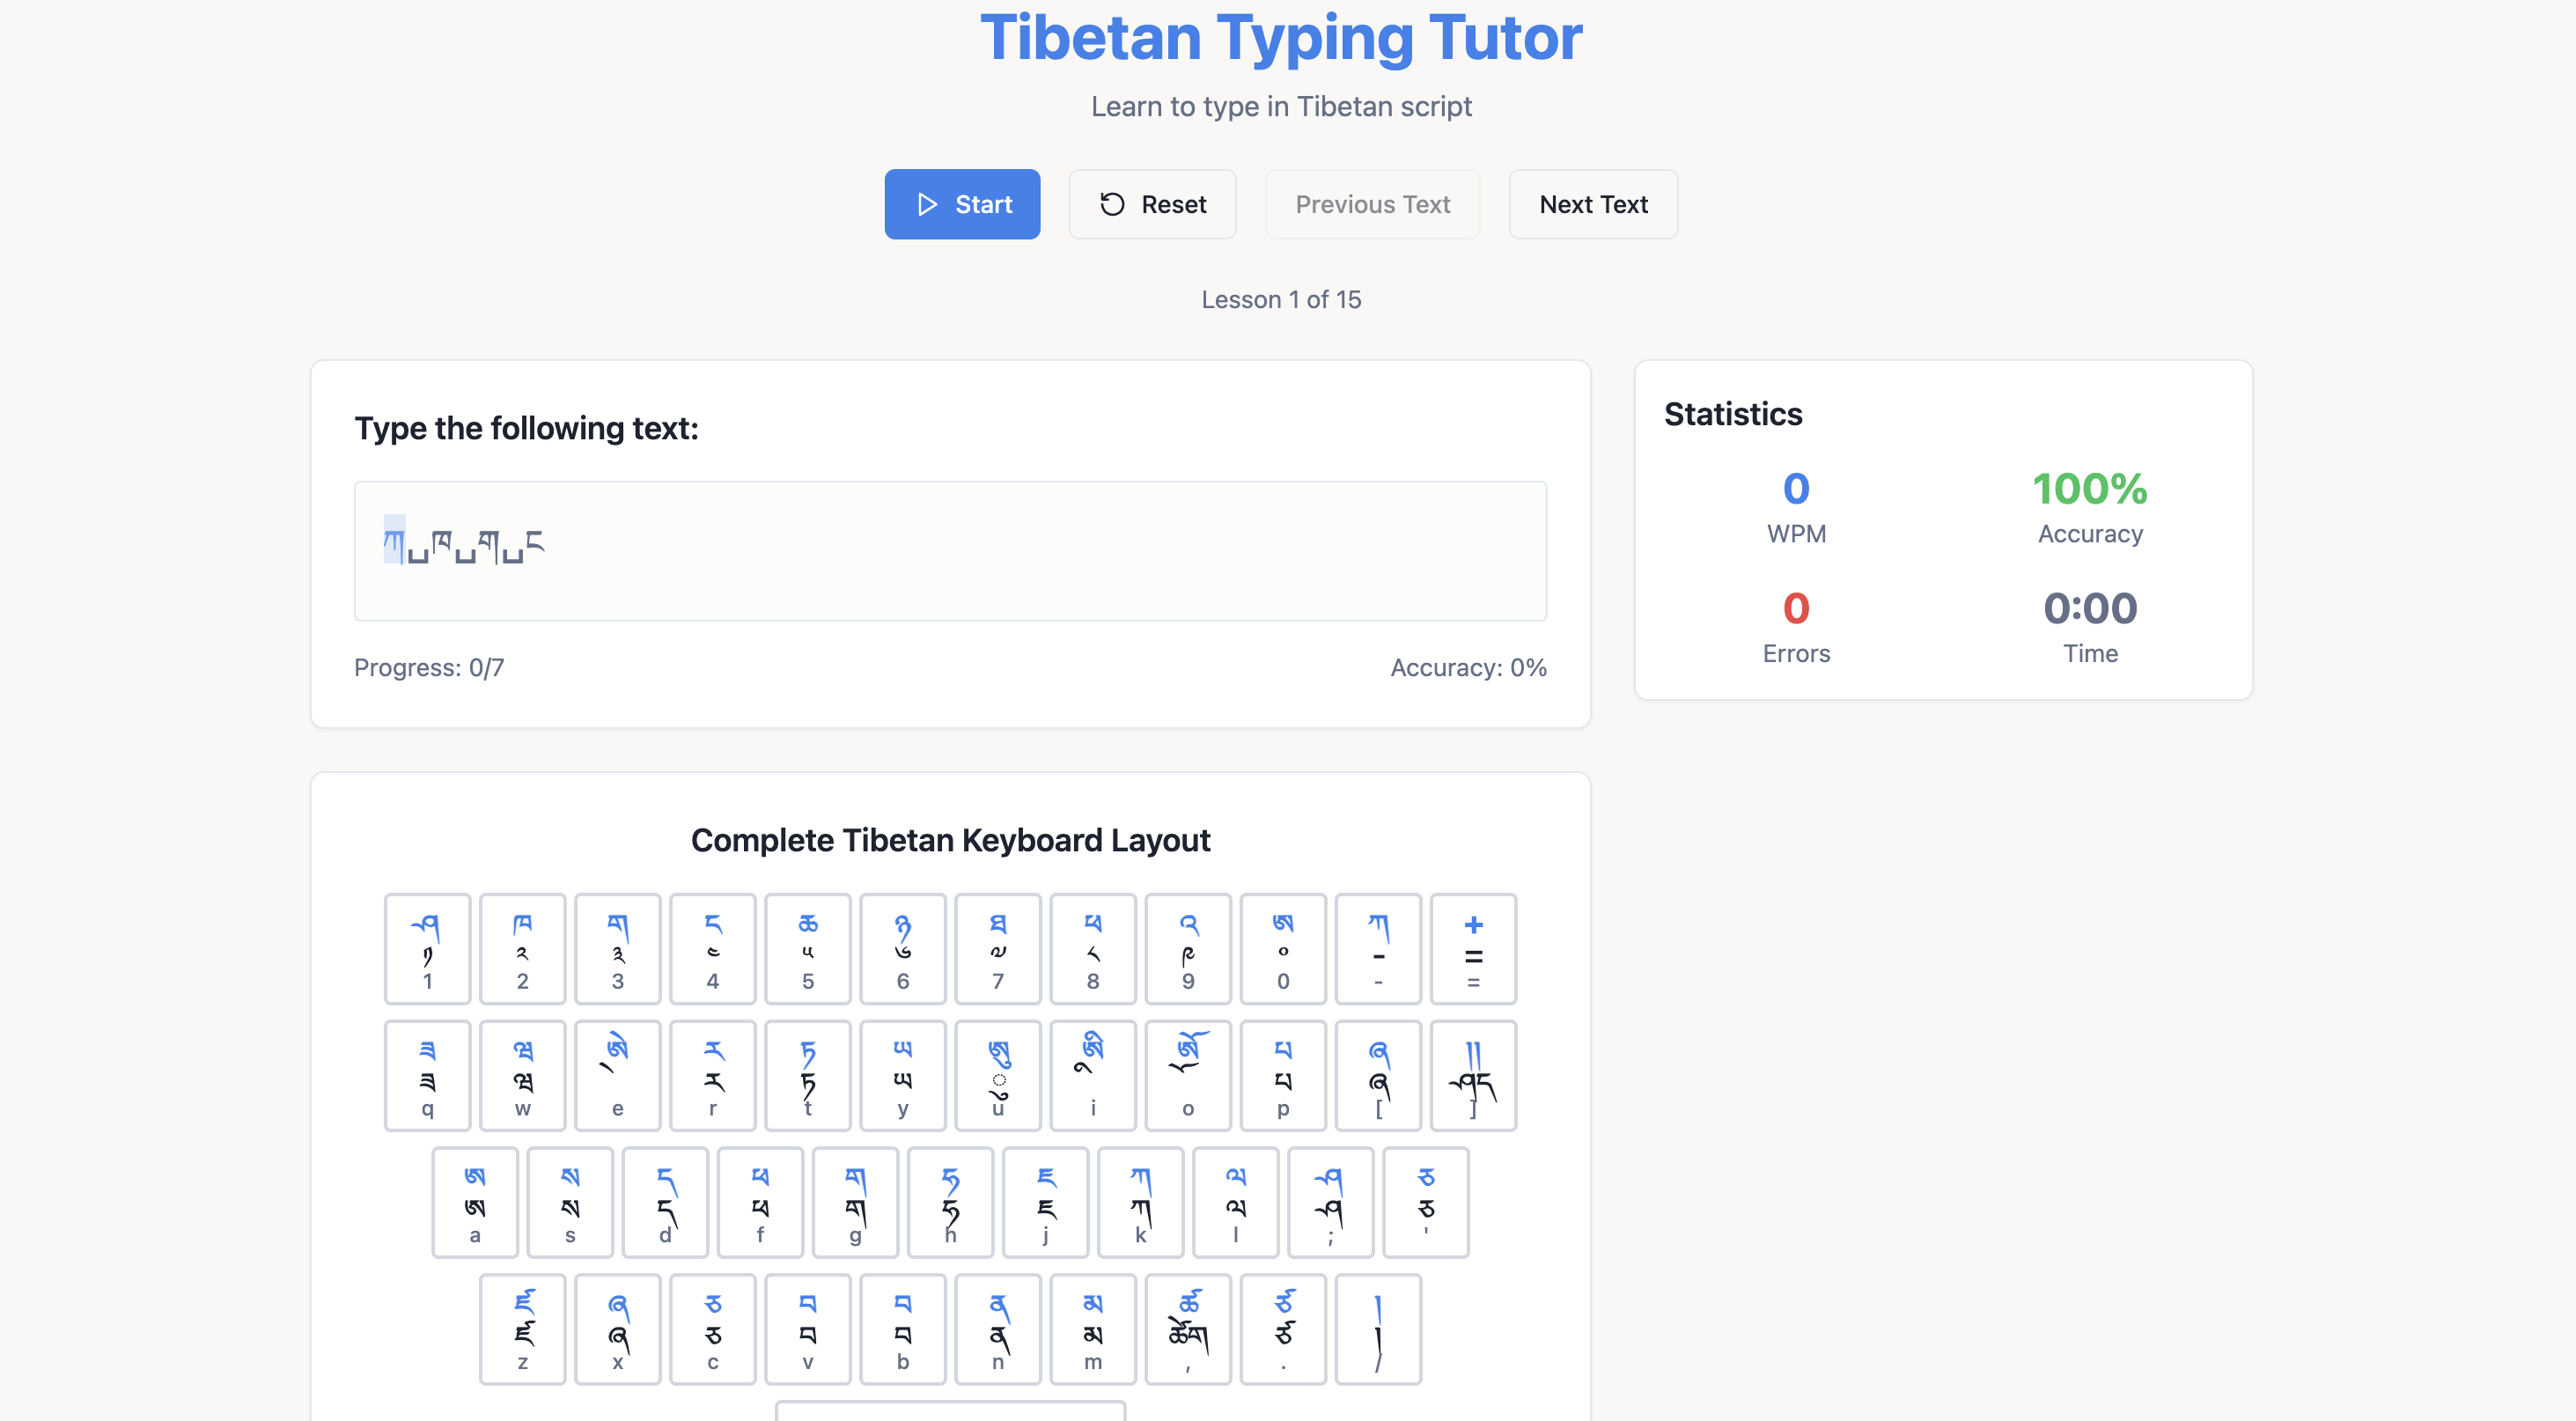 Tibetan Typing Tutor
Learn to type in Tibetan script
Start Reset Previous Text Next Text
Lesson 1 of 15
Type the following text:
ཀ␣ཁ␣ག␣ང
Progress: 0/7 Accuracy: 0%
Statistics
0 100%
WPM Accuracy
0 0:00
Errors Time
Complete Tibetan Keyboard Layout
ཤ ཁ ག ང ཆ ཉ ཐ ཕ འ ཨ ཀ +
༡ ༢ ༣ ༤ ༥ ༦ ༧ ༨ ༩ ༠ - =
1 2 3 4 5 6 7 8 9 0 - =
ཟ ཝ ཨེ ར ཏ ཡ ཨུ ཨི ཨོ པ ཞ ༎
ཟ ཝ ེ ར ཏ ཡ ུ ི ོ པ ཞ ཤད
q w e r t y u i o p [ ]
ཨ ས ད ཕ ག ཧ ཇ ཀ ལ ཤ ཅ
ཨ ས ད ཕ ག ཧ ཇ ཀ ལ ཤ ཅ
a s d f g h j k l ; '
ཛ ཞ ཅ བ བ ན མ ཚ ཙ །
ཛ ཞ ཅ བ བ ན མ ཚེག ཙ །
z x c v b n m , . /